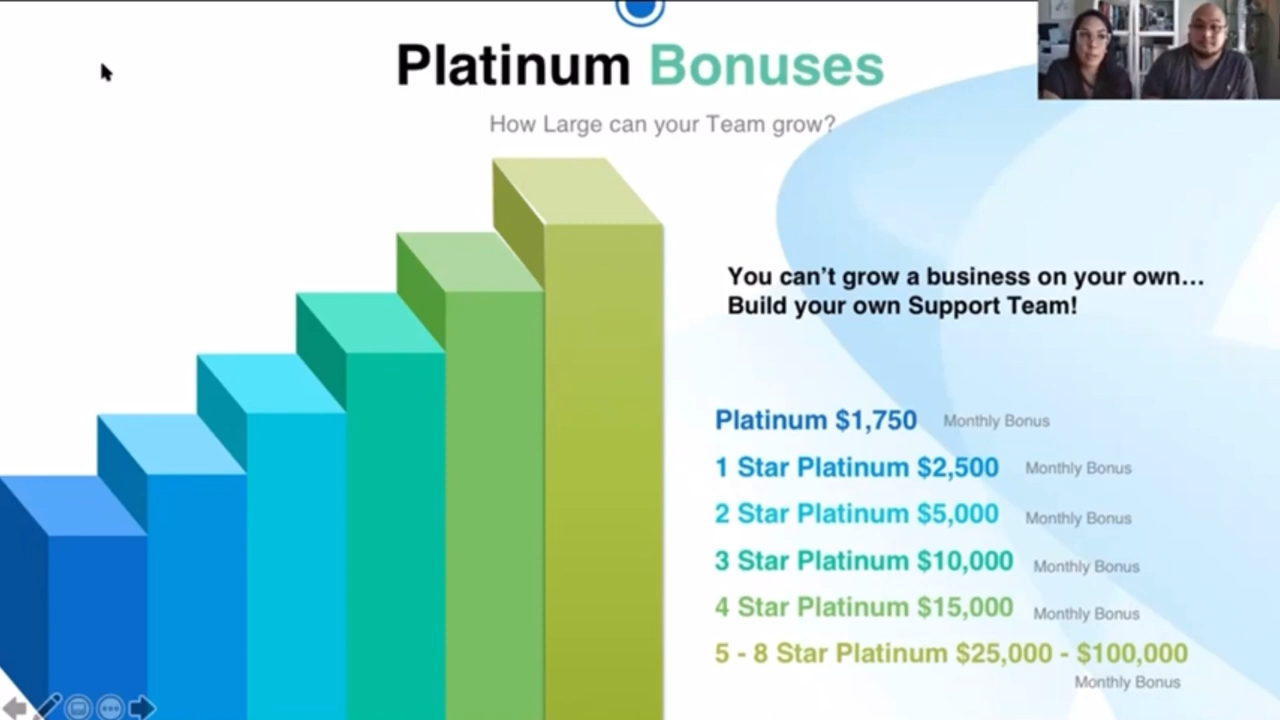 Platinum Bonuses
How Large can your Team grow?
You can’t grow a business on your own…
Build your own Support Team!
Platinum $1,750 Monthly Bonus
1 Star Platinum $2,500 Monthly Bonus
2 Star Platinum $5,000 Monthly Bonus
3 Star Platinum $10,000 Monthly Bonus
4 Star Platinum $15,000 Monthly Bonus
5 - 8 Star Platinum $25,000 - $100,000
Monthly Bonus